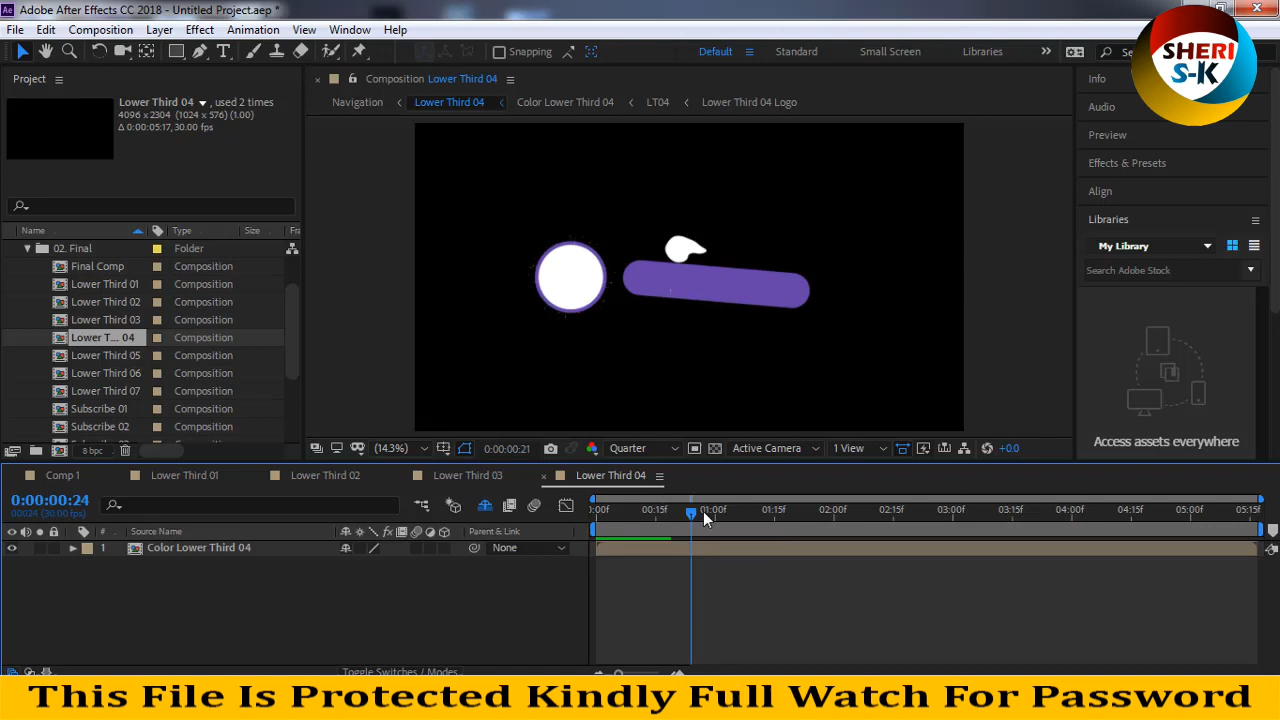 Adobe After Effects CC 2018 - Untitled Project.aep *
File Edit Composition Layer Effect Animation View Window Help
Snapping Default Standard Small Screen Libraries
SHERI
S-K
Project
Composition Lower Third 04
Info
Lower Third 04 , used 2 times
4096 x 2304 (1024 x 576) (1.00)
Δ 0:00:05:17, 30.00 fps
Navigation Lower Third 04 Color Lower Third 04 LT04 Lower Third 04 Logo
Audio
Preview
Effects & Presets
Align
Libraries
Name Type Size Fra
My Library
02. Final Folder
Final Comp Composition
Search Adobe Stock
Lower Third 01 Composition
Lower Third 02 Composition
Lower Third 03 Composition
Lower T... 04 Composition
Lower Third 05 Composition
Lower Third 06 Composition
Lower Third 07 Composition
Subscribe 01 Composition
Subscribe 02 Composition
Access assets everywhere
8 bpc
(14.3%) 0:00:00:21 Quarter Active Camera 1 View +0.0
Comp 1 Lower Third 01 Lower Third 02 Lower Third 03 Lower Third 04
0:00:00:24
00024 (30.00 fps)
:00f 00:15f 01:00f 01:15f 02:00f 02:15f 03:00f 03:15f 04:00f 04:15f 05:00f 05:15f
# Source Name Parent & Link
1 Color Lower Third 04 None
Toggle Switches / Modes
This File Is Protected Kindly Full Watch For Password